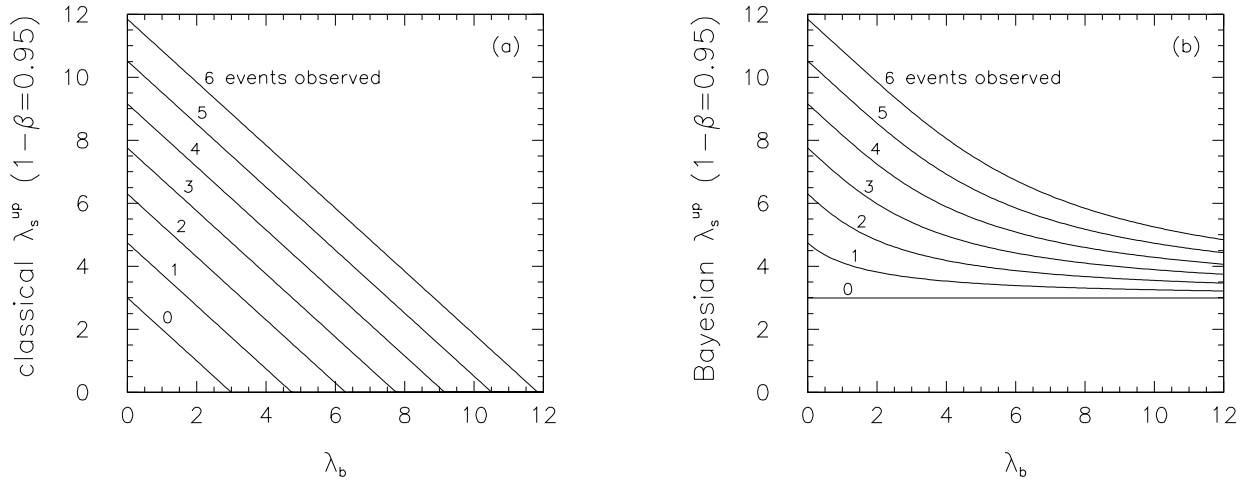 classical λ_s^up (1−β=0.95)
12
10
8
6
4
2
0
(a)
6 events observed
5
4
3
2
1
0
0 2 4 6 8 10 12
λ_b
Bayesian λ_s^up (1−β=0.95)
12
10
8
6
4
2
0
(b)
6 events observed
5
4
3
2
1
0
0 2 4 6 8 10 12
λ_b